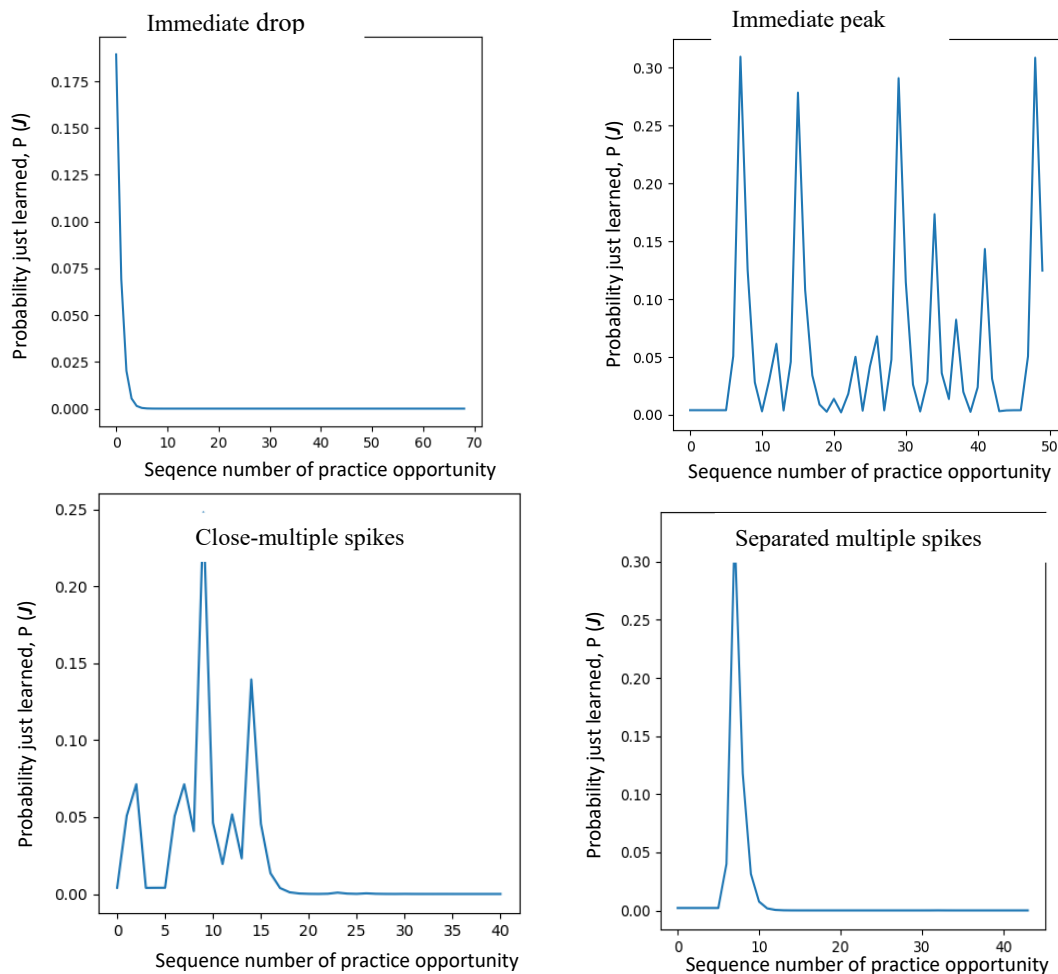 Immediate drop
Probability just learned, P (J)
0.175
0.150
0.125
0.100
0.075
0.050
0.025
0.000
0 10 20 30 40 50 60 70
Seqence number of practice opportunity
Immediate peak
Probability just learned, P (J)
0.30
0.25
0.20
0.15
0.10
0.05
0.00
0 10 20 30 40 50
Sequence number of practice opportunity
Close-multiple spikes
Probability just learned, P (J)
0.25
0.20
0.15
0.10
0.05
0.00
0 5 10 15 20 25 30 35 40
Sequence number of practice opportunity
Separated multiple spikes
Probability just learned, P (J)
0.30
0.25
0.20
0.15
0.10
0.05
0.00
0 10 20 30 40
Sequence number of practice opportunity